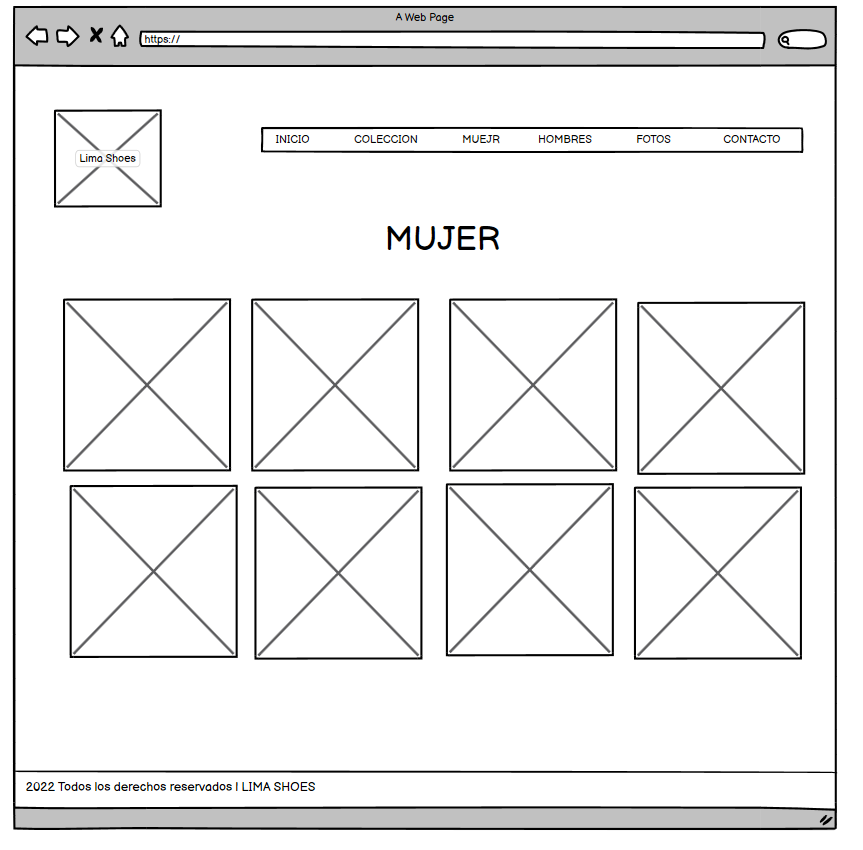 A Web Page
https://
Lima Shoes
INICIO COLECCION MUEJR HOMBRES FOTOS CONTACTO
MUJER
2022 Todos los derechos reservados | LIMA SHOES